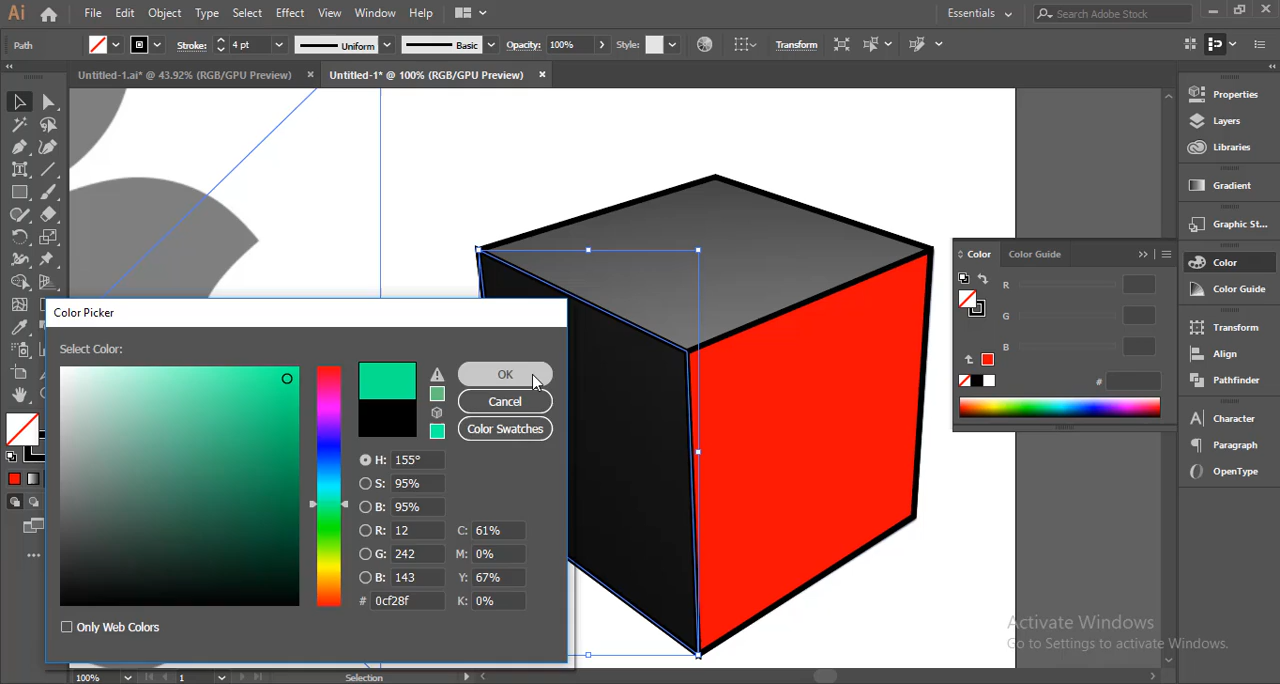 Ai File Edit Object Type Select Effect View Window Help Essentials Search Adobe Stock
Path Stroke: 4 pt Uniform Basic Opacity: 100% Style: Transform
Untitled-1.ai* @ 43.92% (RGB/GPU Preview) × Untitled-1* @ 100% (RGB/GPU Preview) ×
Properties
Layers
Libraries
Gradient
Graphic St...
Color
Color Guide
Transform
Align
Pathfinder
Character
Paragraph
OpenType
Color Color Guide
R
G
B
#
Color Picker
Select Color:
OK
Cancel
Color Swatches
H: 155°
S: 95%
B: 95%
R: 12 C: 61%
G: 242 M: 0%
B: 143 Y: 67%
# 0cf28f K: 0%
Only Web Colors
Activate Windows
Go to Settings to activate Windows.
100% 1 Selection